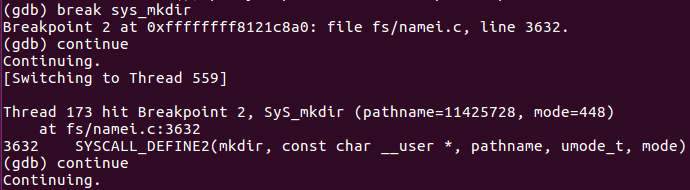 (gdb) break sys_mkdir
Breakpoint 2 at 0xffffffff8121c8a0: file fs/namei.c, line 3632.
(gdb) continue
Continuing.
[Switching to Thread 559]

Thread 173 hit Breakpoint 2, SyS_mkdir (pathname=11425728, mode=448)
    at fs/namei.c:3632
3632    SYSCALL_DEFINE2(mkdir, const char __user *, pathname, umode_t, mode)
(gdb) continue
Continuing.